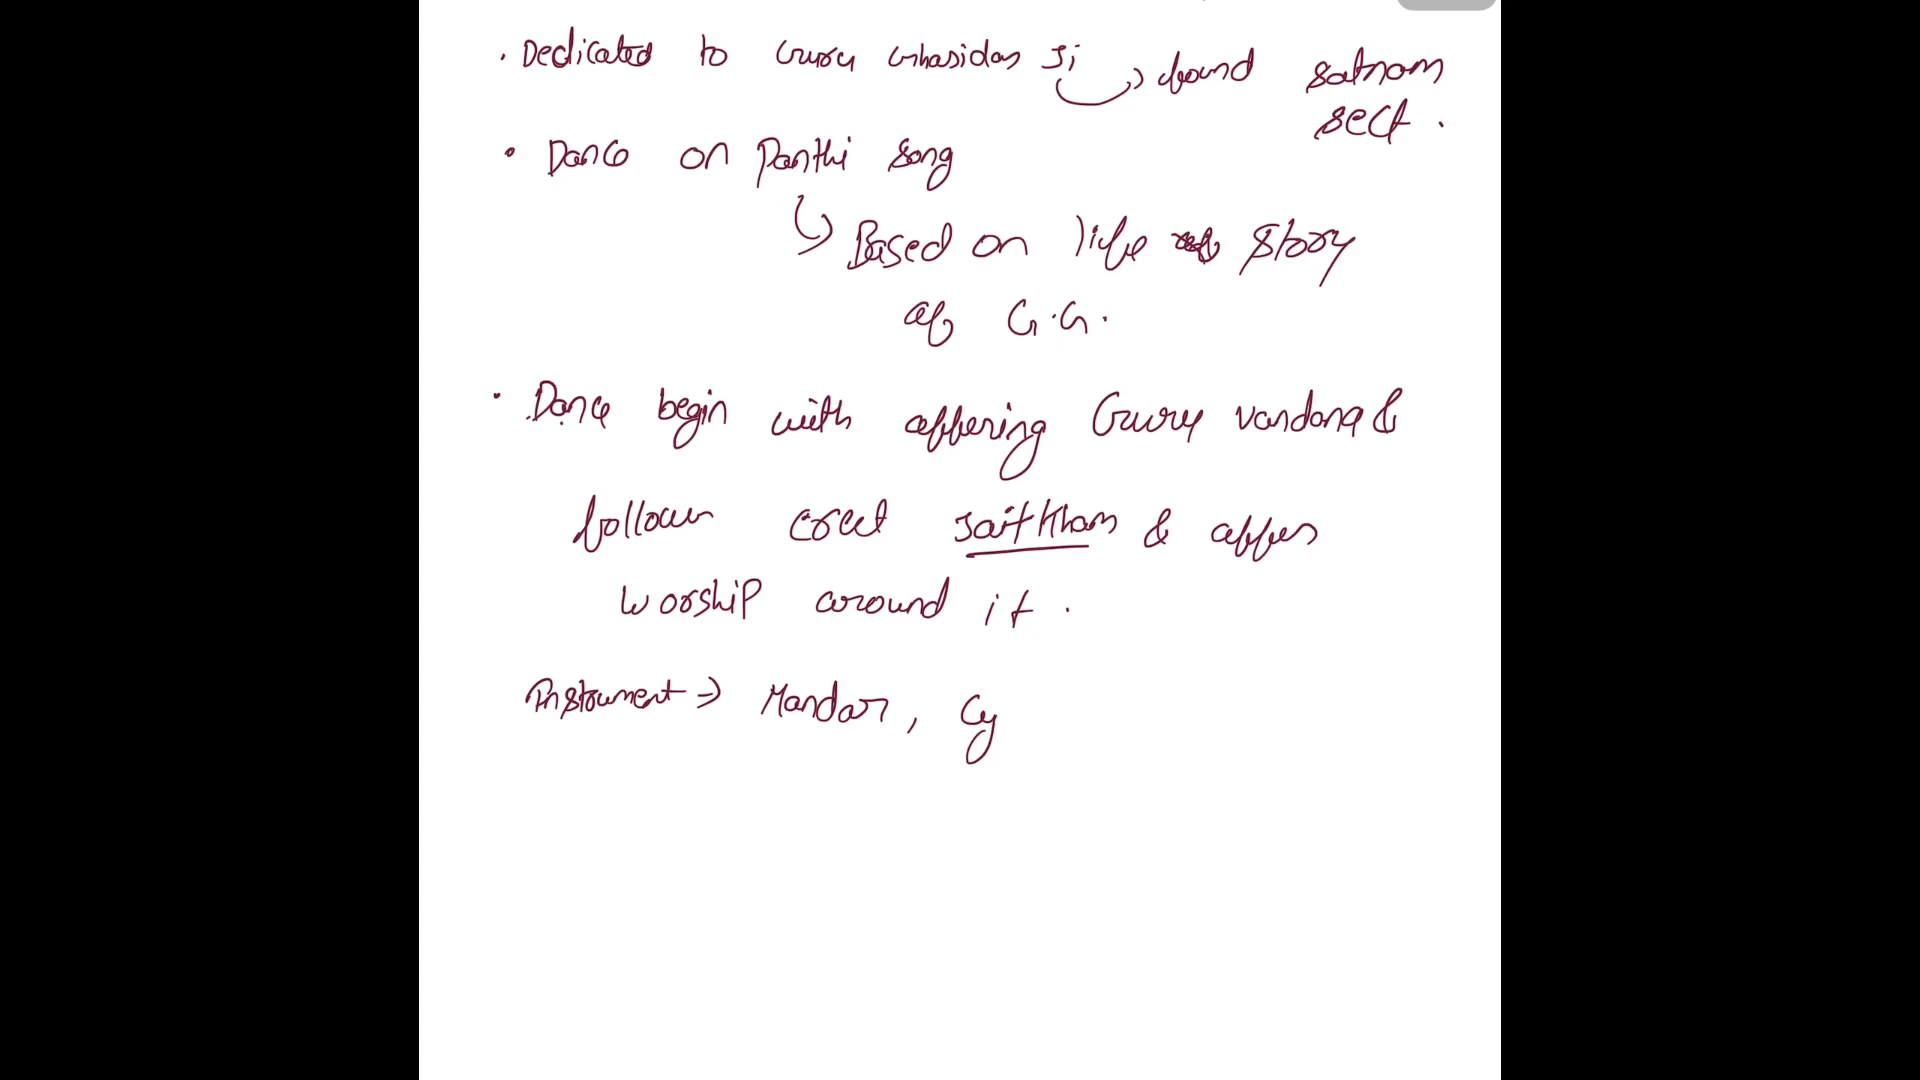 . Dedicated to Guru Ghasidas Ji → found satnam
sect.
• Dance on Panthi song
↳ Based on life story
of G.G.
• Dance begin with offering Guru vandana &
follower erect Jaitkham & offer
worship around it.
Instrument ⇒ Mandar, Cy